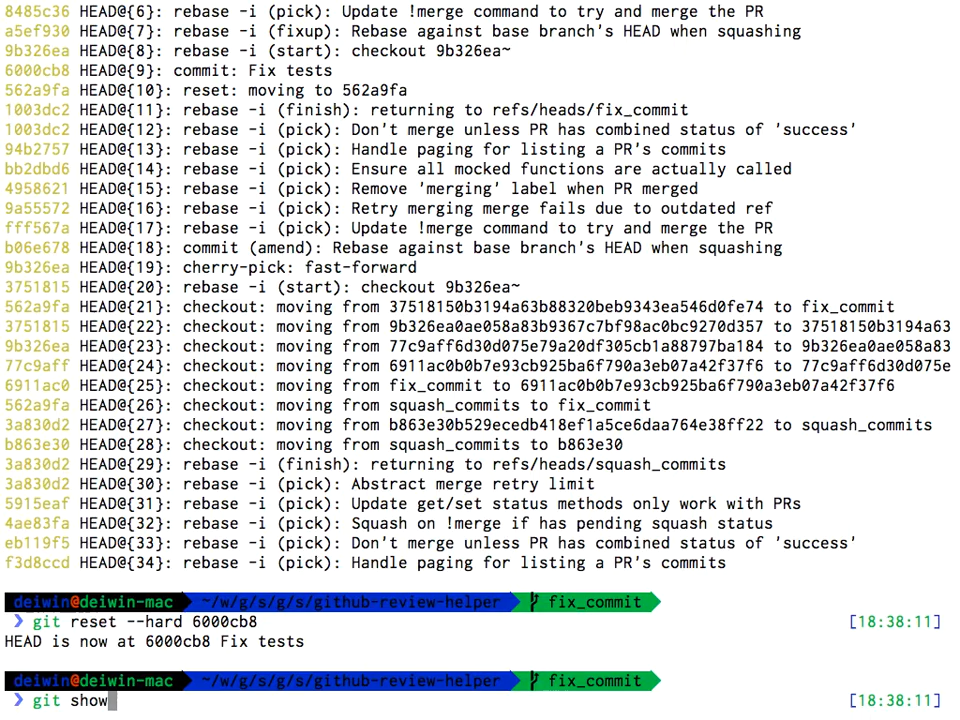 8485c36 HEAD@{6}: rebase -i (pick): Update !merge command to try and merge the PR
a5ef930 HEAD@{7}: rebase -i (fixup): Rebase against base branch's HEAD when squashing
9b326ea HEAD@{8}: rebase -i (start): checkout 9b326ea~
6000cb8 HEAD@{9}: commit: Fix tests
562a9fa HEAD@{10}: reset: moving to 562a9fa
1003dc2 HEAD@{11}: rebase -i (finish): returning to refs/heads/fix_commit
1003dc2 HEAD@{12}: rebase -i (pick): Don't merge unless PR has combined status of 'success'
94b2757 HEAD@{13}: rebase -i (pick): Handle paging for listing a PR's commits
bb2dbd6 HEAD@{14}: rebase -i (pick): Ensure all mocked functions are actually called
4958621 HEAD@{15}: rebase -i (pick): Remove 'merging' label when PR merged
9a55572 HEAD@{16}: rebase -i (pick): Retry merging merge fails due to outdated ref
fff567a HEAD@{17}: rebase -i (pick): Update !merge command to try and merge the PR
b06e678 HEAD@{18}: commit (amend): Rebase against base branch's HEAD when squashing
9b326ea HEAD@{19}: cherry-pick: fast-forward
3751815 HEAD@{20}: rebase -i (start): checkout 9b326ea~
562a9fa HEAD@{21}: checkout: moving from 37518150b3194a63b88320beb9343ea546d0fe74 to fix_commit
3751815 HEAD@{22}: checkout: moving from 9b326ea0ae058a83b9367c7bf98ac0bc9270d357 to 37518150b3194a63
9b326ea HEAD@{23}: checkout: moving from 77c9aff6d30d075e79a20df305cb1a88797ba184 to 9b326ea0ae058a83
77c9aff HEAD@{24}: checkout: moving from 6911ac0b0b7e93cb925ba6f790a3eb07a42f37f6 to 77c9aff6d30d075e
6911ac0 HEAD@{25}: checkout: moving from fix_commit to 6911ac0b0b7e93cb925ba6f790a3eb07a42f37f6
562a9fa HEAD@{26}: checkout: moving from squash_commits to fix_commit
3a830d2 HEAD@{27}: checkout: moving from b863e30b529ecedb418ef1a5ce6daa764e38ff22 to squash_commits
b863e30 HEAD@{28}: checkout: moving from squash_commits to b863e30
3a830d2 HEAD@{29}: rebase -i (finish): returning to refs/heads/squash_commits
3a830d2 HEAD@{30}: rebase -i (pick): Abstract merge retry limit
5915eaf HEAD@{31}: rebase -i (pick): Update get/set status methods only work with PRs
4ae83fa HEAD@{32}: rebase -i (pick): Squash on !merge if has pending squash status
eb119f5 HEAD@{33}: rebase -i (pick): Don't merge unless PR has combined status of 'success'
f3d8ccd HEAD@{34}: rebase -i (pick): Handle paging for listing a PR's commits
deiwin@deiwin-mac ~/w/g/s/g/s/github-review-helper fix_commit
❯ git reset --hard 6000cb8 [18:38:11]
HEAD is now at 6000cb8 Fix tests
deiwin@deiwin-mac ~/w/g/s/g/s/github-review-helper fix_commit
❯ git show [18:38:11]